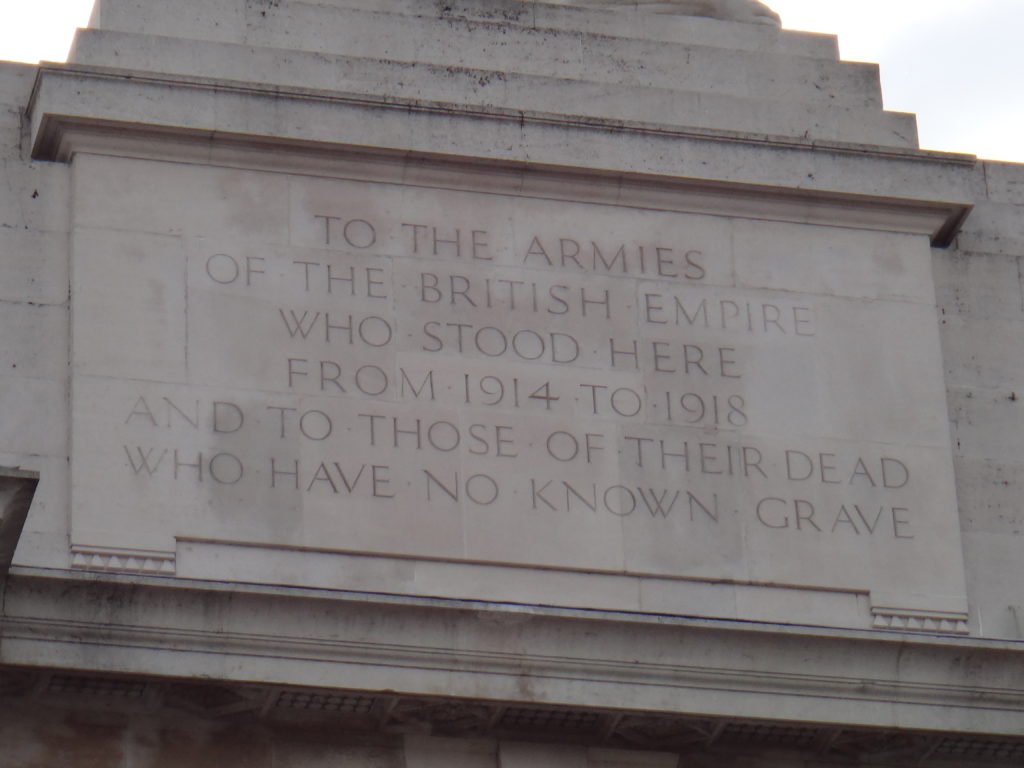 TO · THE · ARMIES
OF · THE · BRITISH · EMPIRE
WHO · STOOD · HERE
FROM · 1914 · TO · 1918
AND · TO · THOSE · OF · THEIR · DEAD
WHO · HAVE · NO · KNOWN · GRAVE